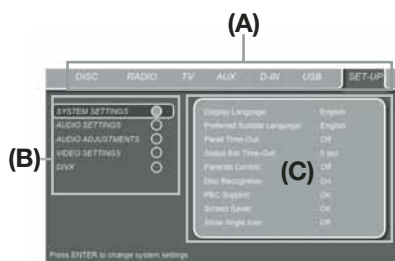 (A)
DISC RADIO TV AUX D-IN USB SET-UP
SYSTEM SETTINGS
AUDIO SETTINGS
AUDIO ADJUSTMENTS
VIDEO SETTINGS
DIVX
(B)
Display Language: English
Preferred Subtitle Language: English
Panel Time-Out: Off
Status Bar Time-Out: 5 sec
Parental Control: Off
Disc Recognition: On
PBC Support: On
Screen Saver: On
Show Angle Icon: Off
(C)
Press ENTER to change system settings